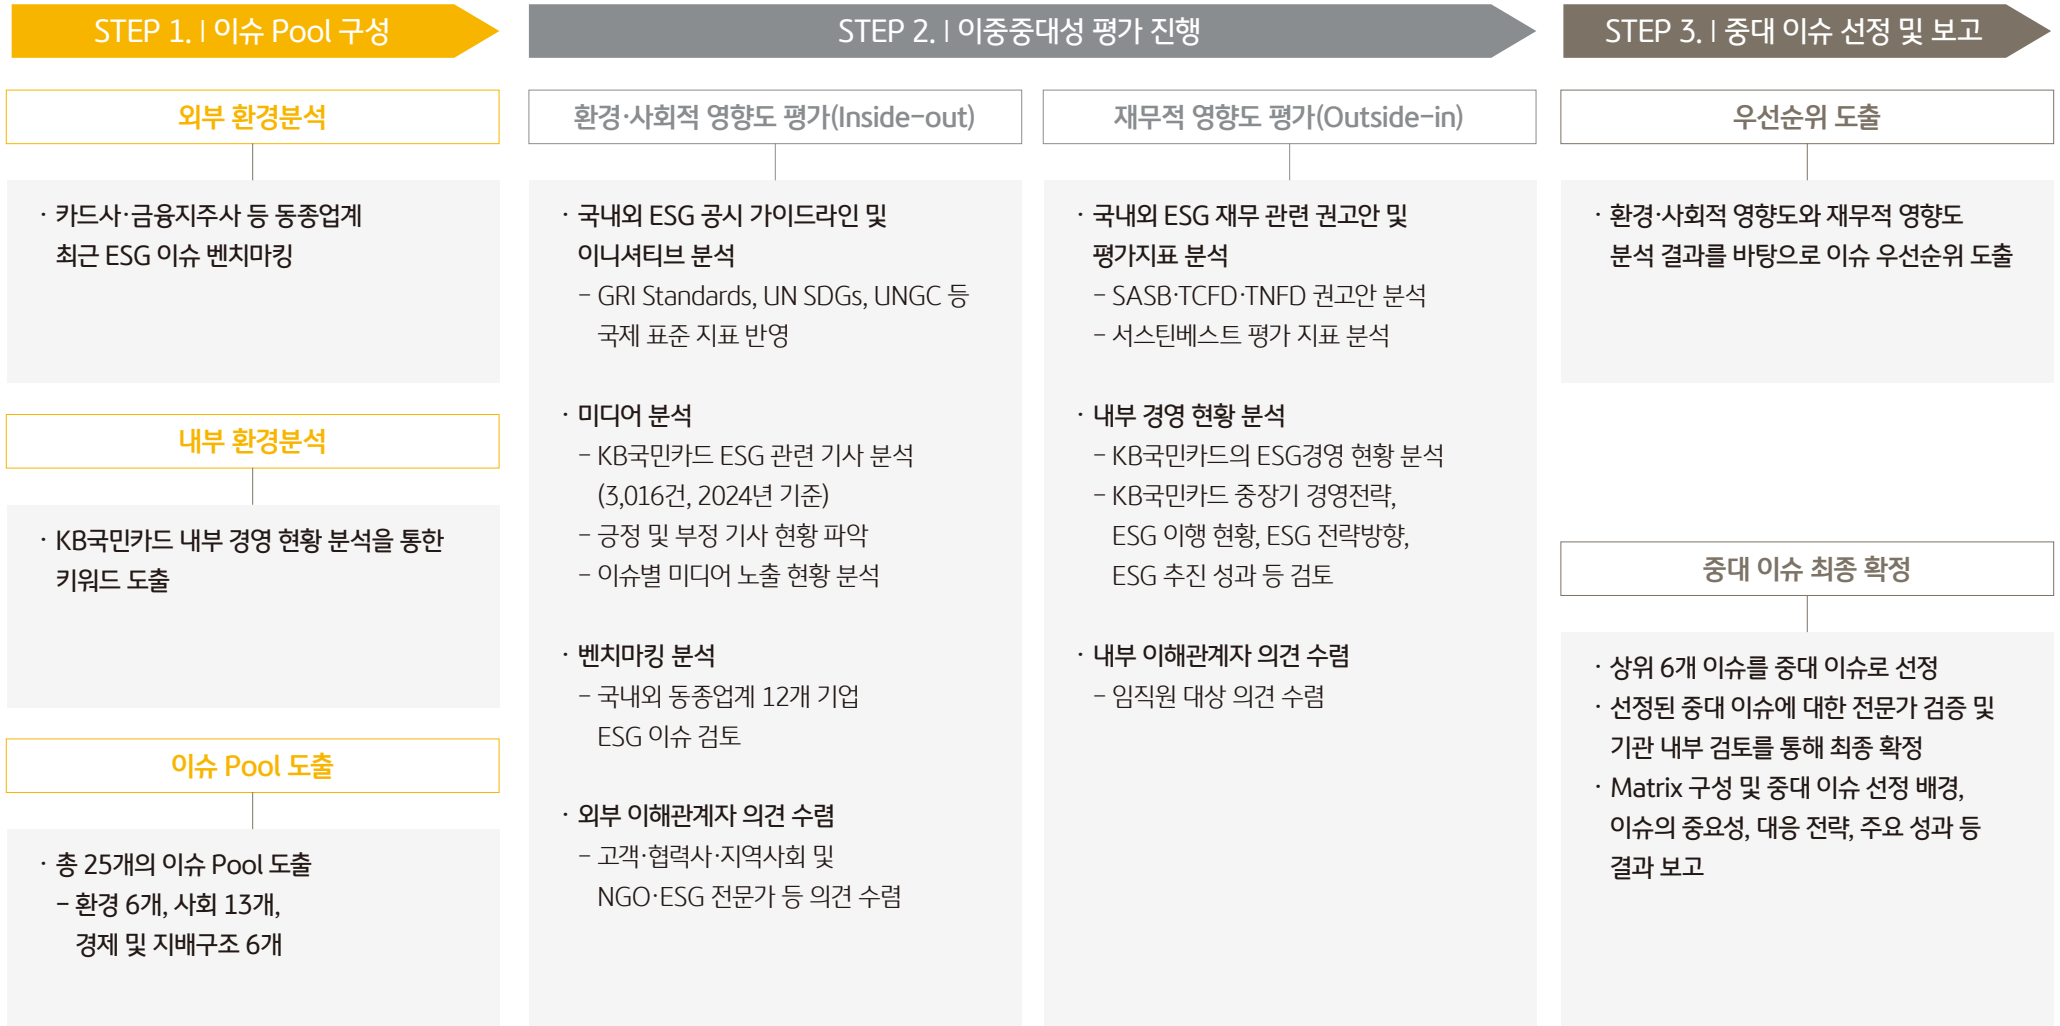 STEP 1. | 이슈 Pool 구성
외부 환경분석
· 카드사·금융지주사 등 동종업계
최근 ESG 이슈 벤치마킹
내부 환경분석
· KB국민카드 내부 경영 현황 분석을 통한
키워드 도출
이슈 Pool 도출
· 총 25개의 이슈 Pool 도출
– 환경 6개, 사회 13개,
경제 및 지배구조 6개
STEP 2. | 이중중대성 평가 진행
환경·사회적 영향도 평가(Inside-out)
· 국내외 ESG 공시 가이드라인 및
이니셔티브 분석
– GRI Standards, UN SDGs, UNGC 등
국제 표준 지표 반영
· 미디어 분석
– KB국민카드 ESG 관련 기사 분석
(3,016건, 2024년 기준)
– 긍정 및 부정 기사 현황 파악
– 이슈별 미디어 노출 현황 분석
· 벤치마킹 분석
– 국내외 동종업계 12개 기업
ESG 이슈 검토
· 외부 이해관계자 의견 수렴
– 고객·협력사·지역사회 및
NGO·ESG 전문가 등 의견 수렴
재무적 영향도 평가(Outside-in)
· 국내외 ESG 재무 관련 권고안 및
평가지표 분석
– SASB·TCFD·TNFD 권고안 분석
– 서스틴베스트 평가 지표 분석
· 내부 경영 현황 분석
– KB국민카드의 ESG경영 현황 분석
– KB국민카드 중장기 경영전략,
ESG 이행 현황, ESG 전략방향,
ESG 추진 성과 등 검토
· 내부 이해관계자 의견 수렴
– 임직원 대상 의견 수렴
STEP 3. | 중대 이슈 선정 및 보고
우선순위 도출
· 환경·사회적 영향도와 재무적 영향도
분석 결과를 바탕으로 이슈 우선순위 도출
중대 이슈 최종 확정
· 상위 6개 이슈를 중대 이슈로 선정
· 선정된 중대 이슈에 대한 전문가 검증 및
기관 내부 검토를 통해 최종 확정
· Matrix 구성 및 중대 이슈 선정 배경,
이슈의 중요성, 대응 전략, 주요 성과 등
결과 보고